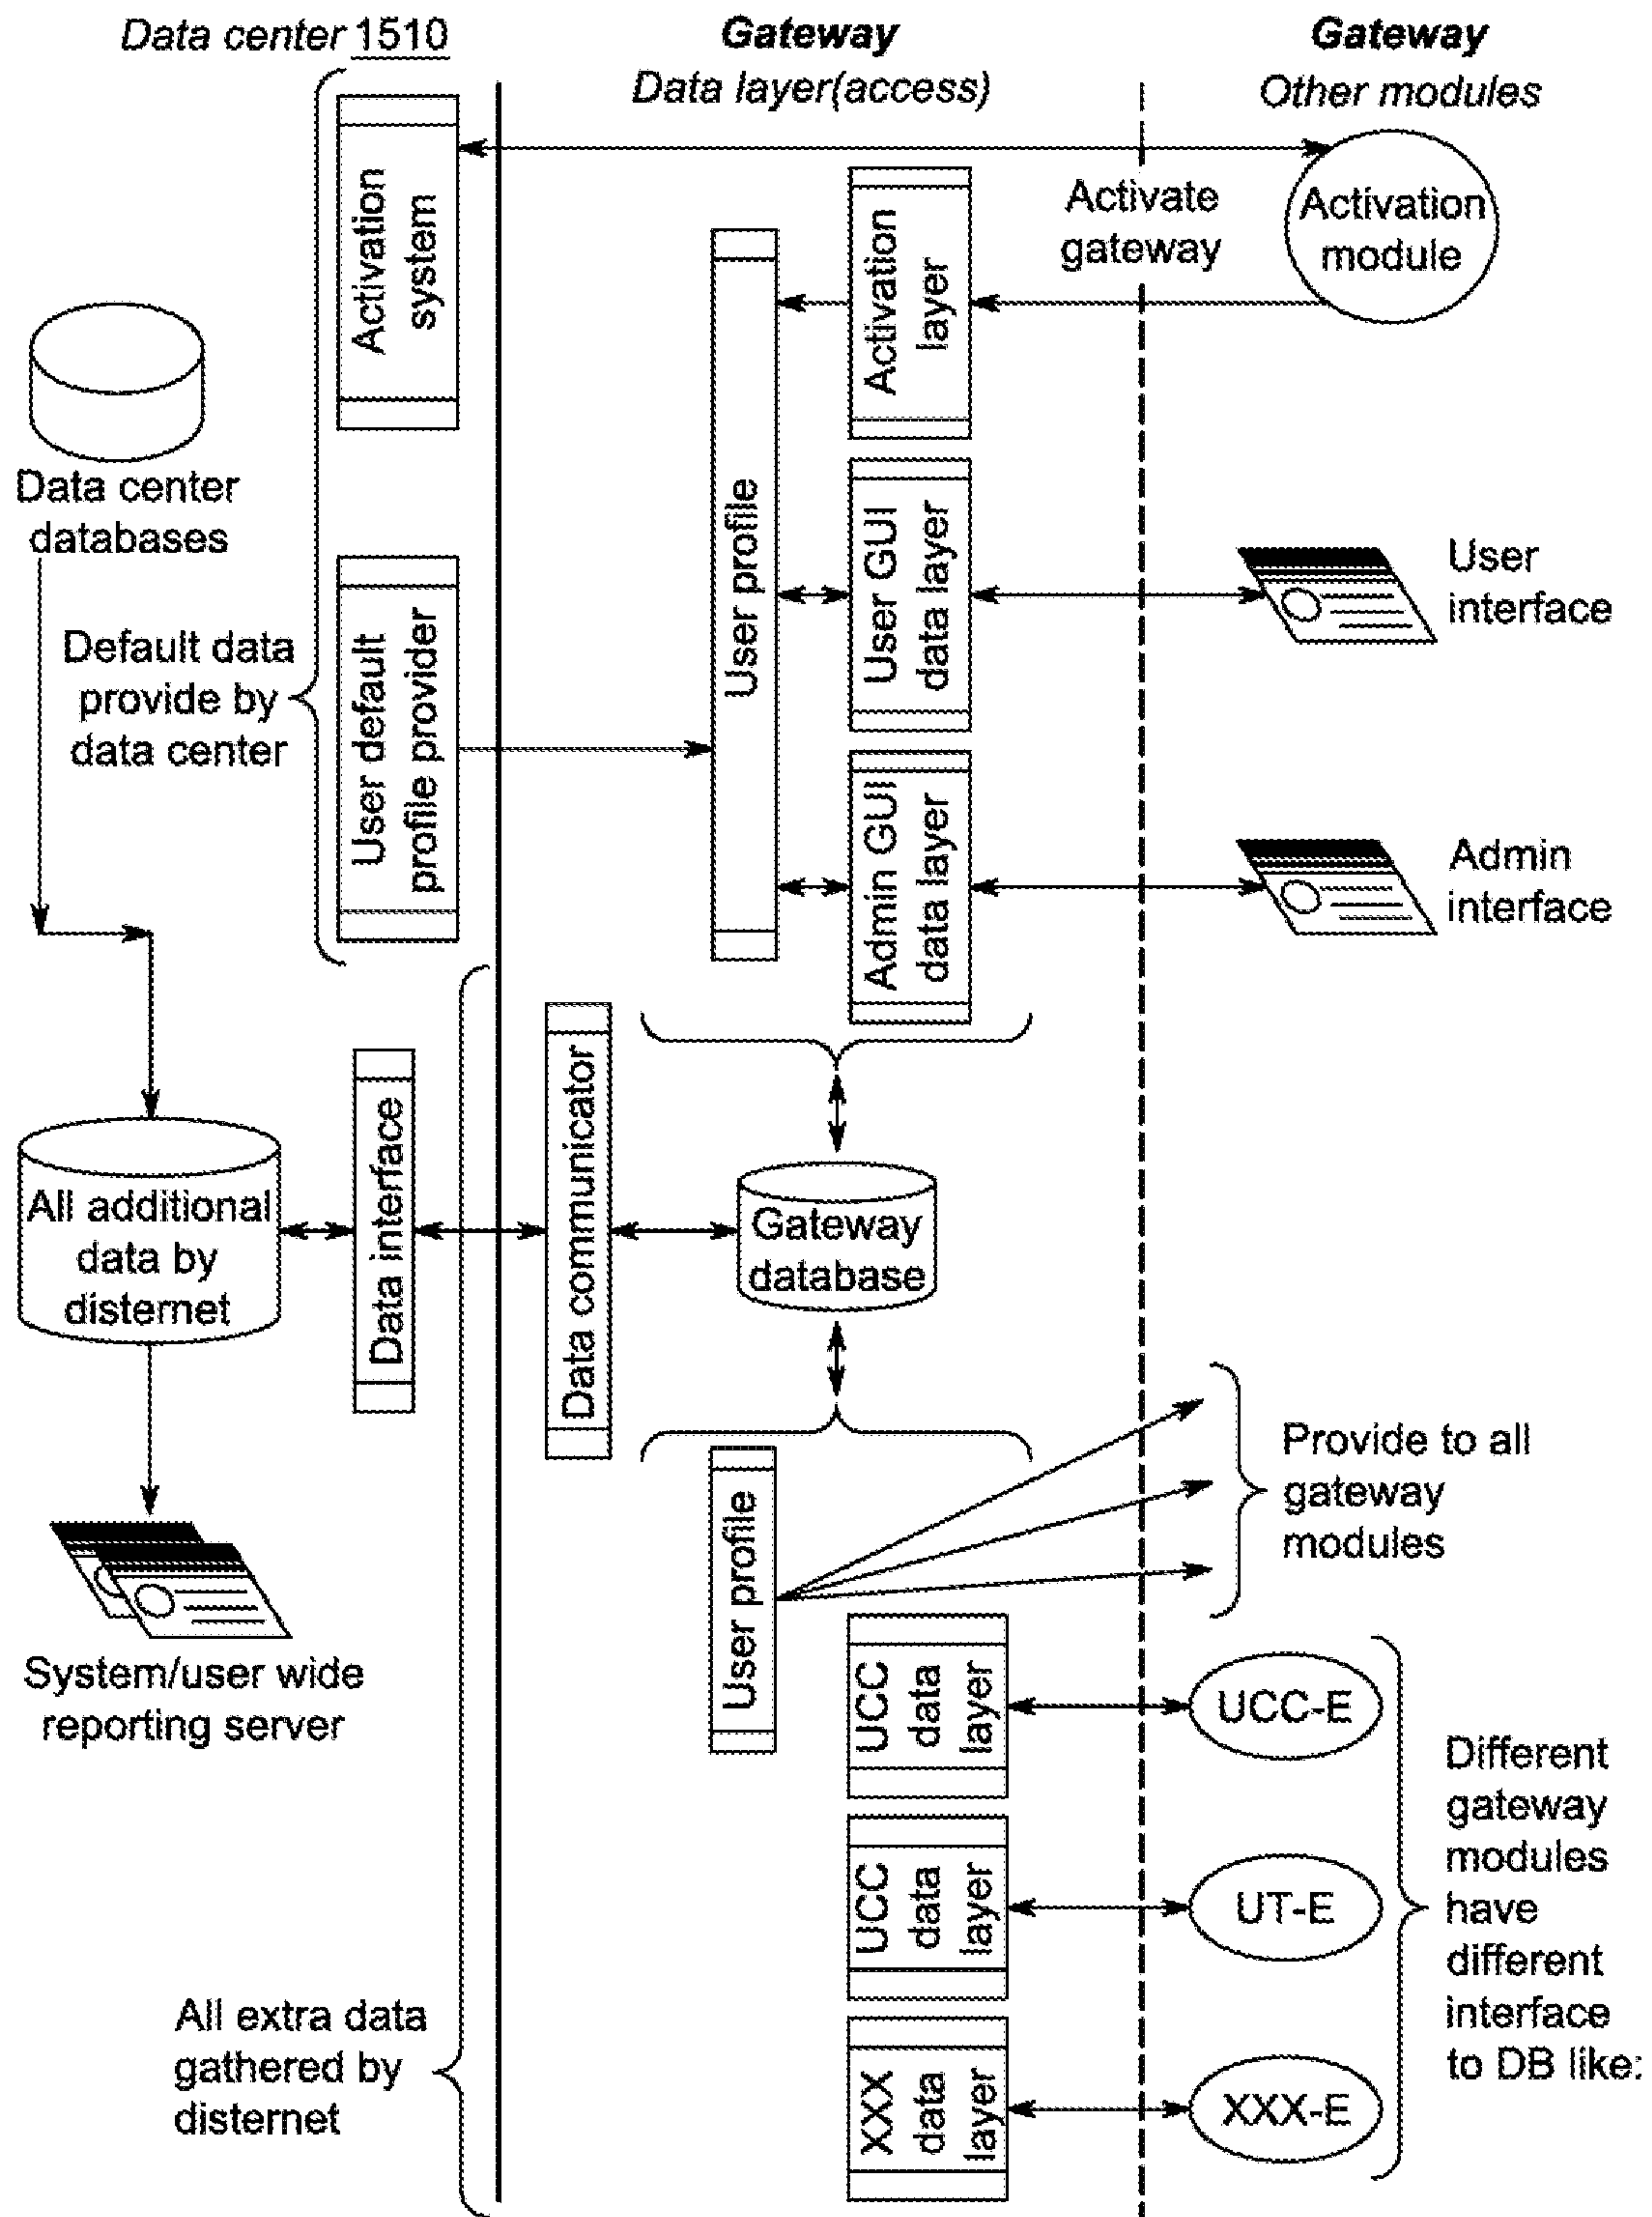 Data center 1510
Gateway
Data layer(access)
Gateway
Other modules
Activation
system
Activation
layer
Activate
gateway
Activation
module
Data center
databases
User profile
User GUI
data layer
User
interface
Default data
provide by
data center
User default
profile provider
Admin GUI
data layer
Admin
interface
All additional
data by
disternet
Data interface
Data communicator
Gateway
database
Provide to all
gateway
modules
User profile
System/user wide
reporting server
UCC
data
layer
UCC-E
Different
gateway
modules
have
different
interface
to DB like:
UCC
data
layer
UT-E
All extra data
gathered by
disternet
XXX
data
layer
XXX-E